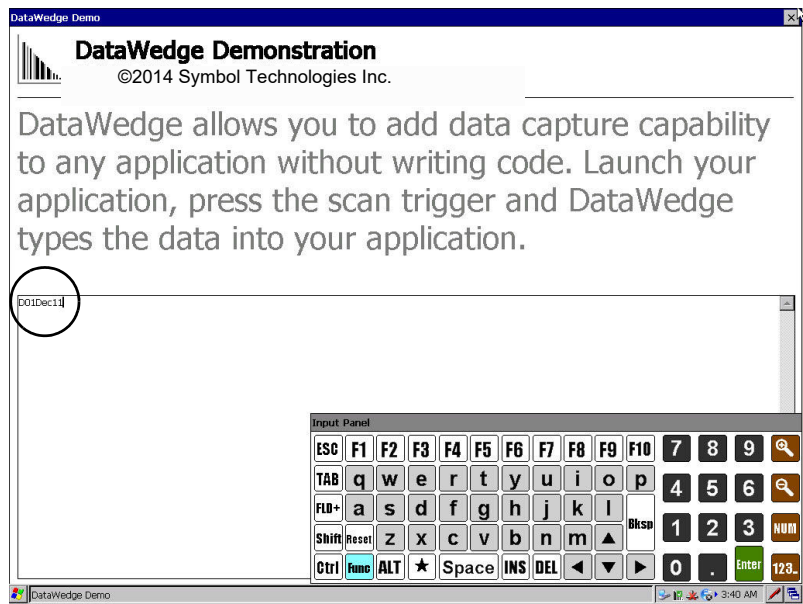 DataWedge Demo
DataWedge Demonstration
©2014 Symbol Technologies Inc.
DataWedge allows you to add data capture capability
to any application without writing code. Launch your
application, press the scan trigger and DataWedge
types the data into your application.
D01Dec11
Input Panel
ESC F1 F2 F3 F4 F5 F6 F7 F8 F9 F10 7 8 9
TAB q w e r t y u i o p 4 5 6
FLD+ a s d f g h j k l Bksp 1 2 3 NUM
Shift Reset z x c v b n m
Ctrl Func ALT ★ Space INS DEL 0 . Enter 123..
DataWedge Demo 3:40 AM